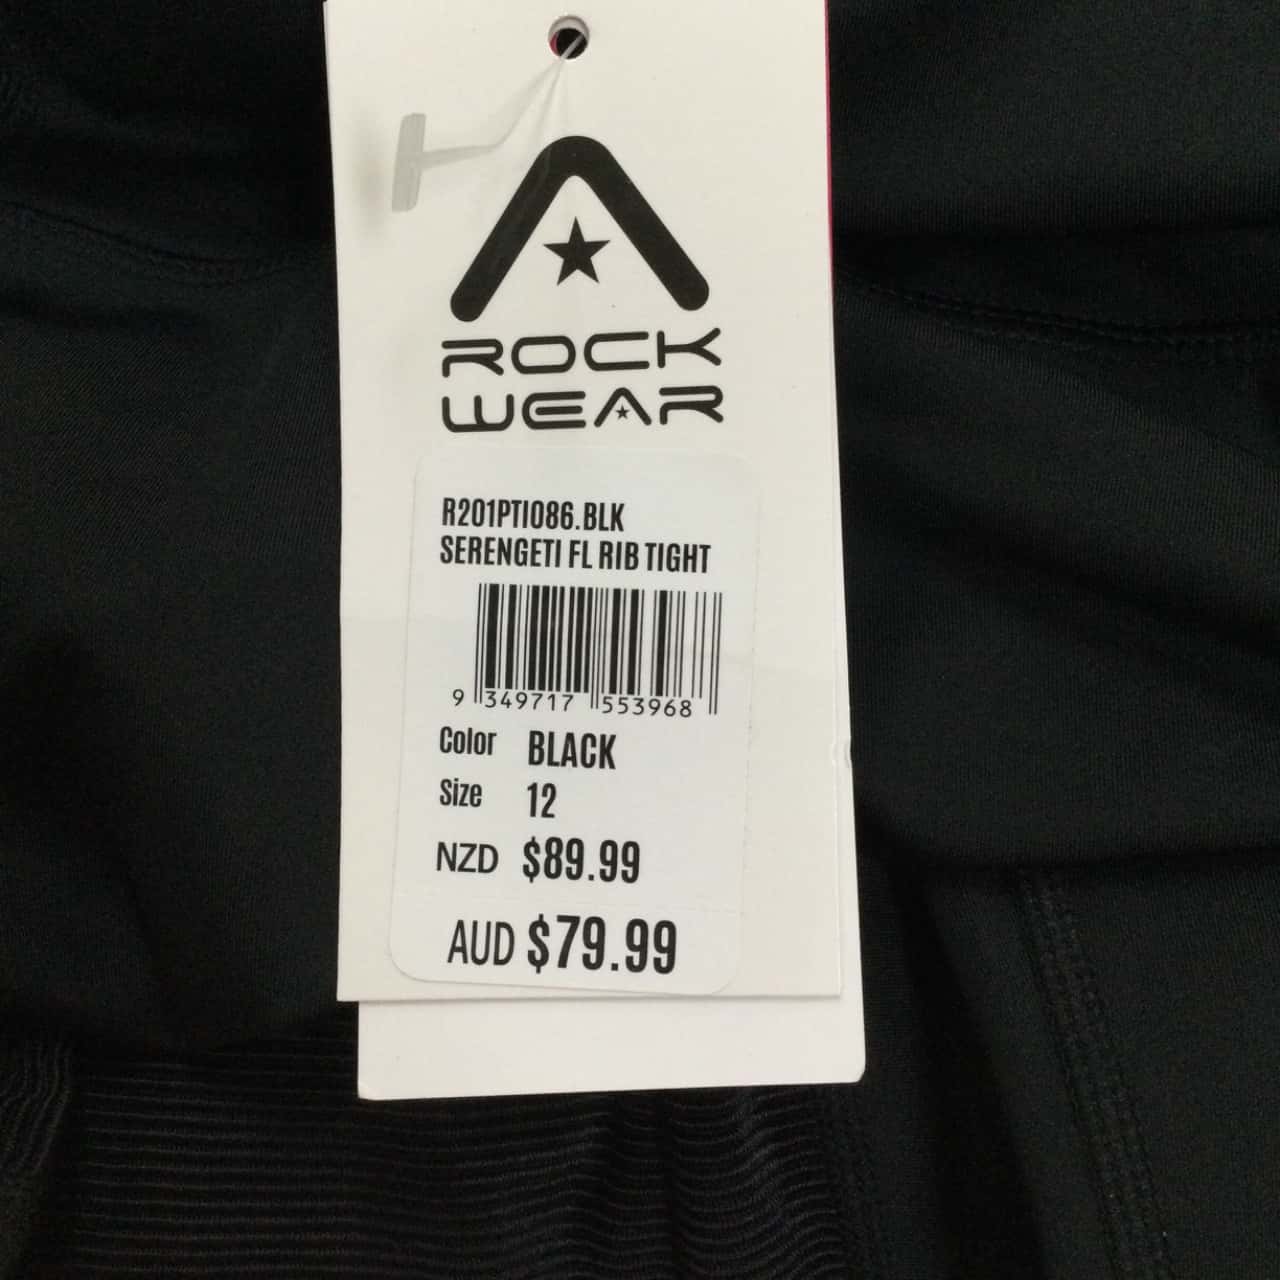 ROCK
WEAR
R201PTI086.BLK
SERENGETI FL RIB TIGHT
9 349717 553968
Color BLACK
Size 12
NZD $89.99
AUD $79.99